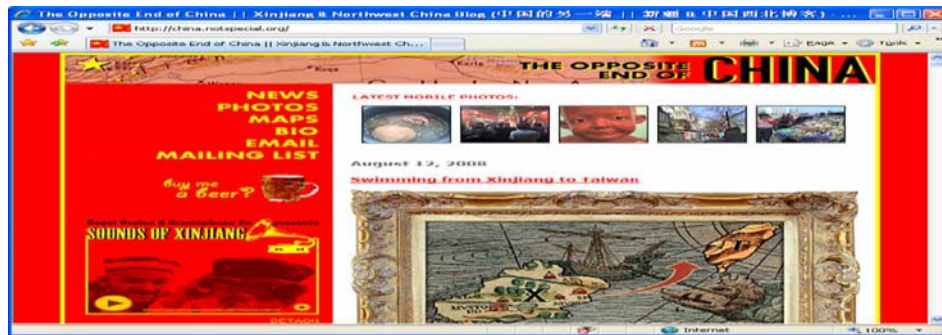 The Opposite End of China || Xinjiang & Northwest China Blog (中国的另一端 || 新疆 & 中国西北博客) ....
http://china.notspecial.org/
Google
The Opposite End of China || Xinjiang & Northwest Ch...
Page
Tools
THE OPPOSITE
END OF CHINA
NEWS
PHOTOS
MAPS
BIO
EMAIL
MAILING LIST
buy me
a beer?
SOUNDS OF XINJIANG
DETACH
LATEST MOBILE PHOTOS:
August 12, 2008
Swimming from Xinjiang to Taiwan
X
Internet
100%